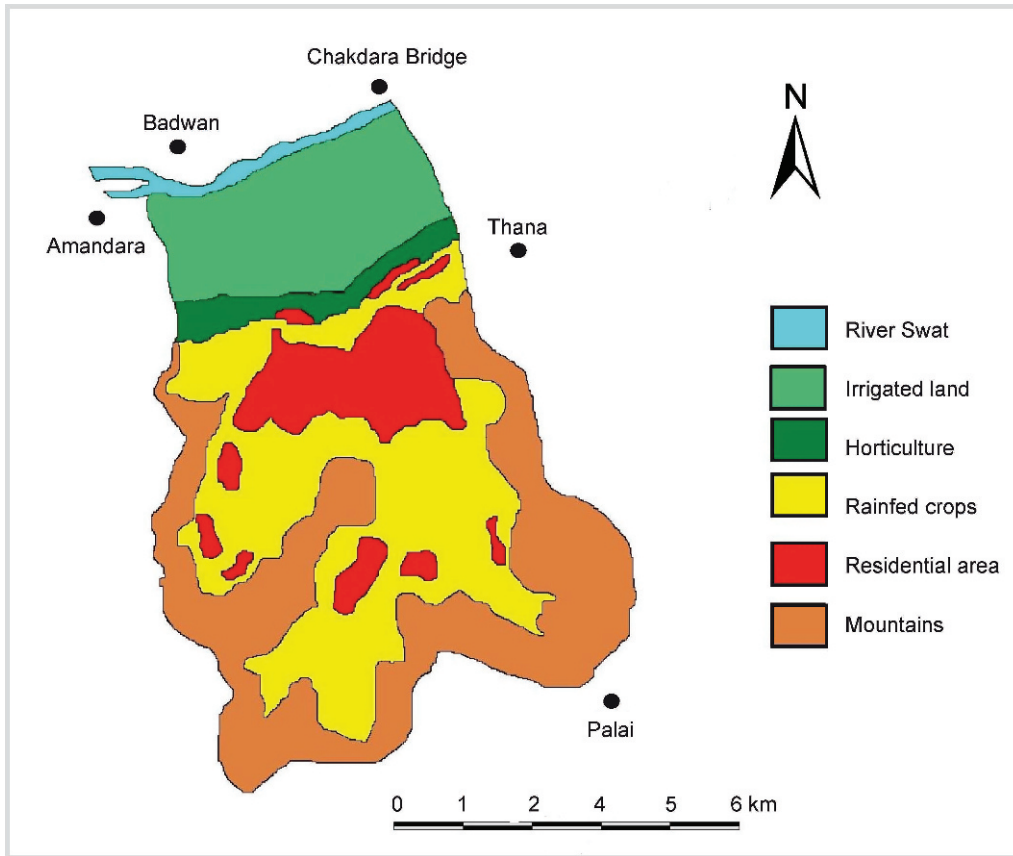 Chakdara Bridge
Badwan
N
Amandara
Thana
River Swat
Irrigated land
Horticulture
Rainfed crops
Residential area
Mountains
Palai
0 1 2 4 5 6 km